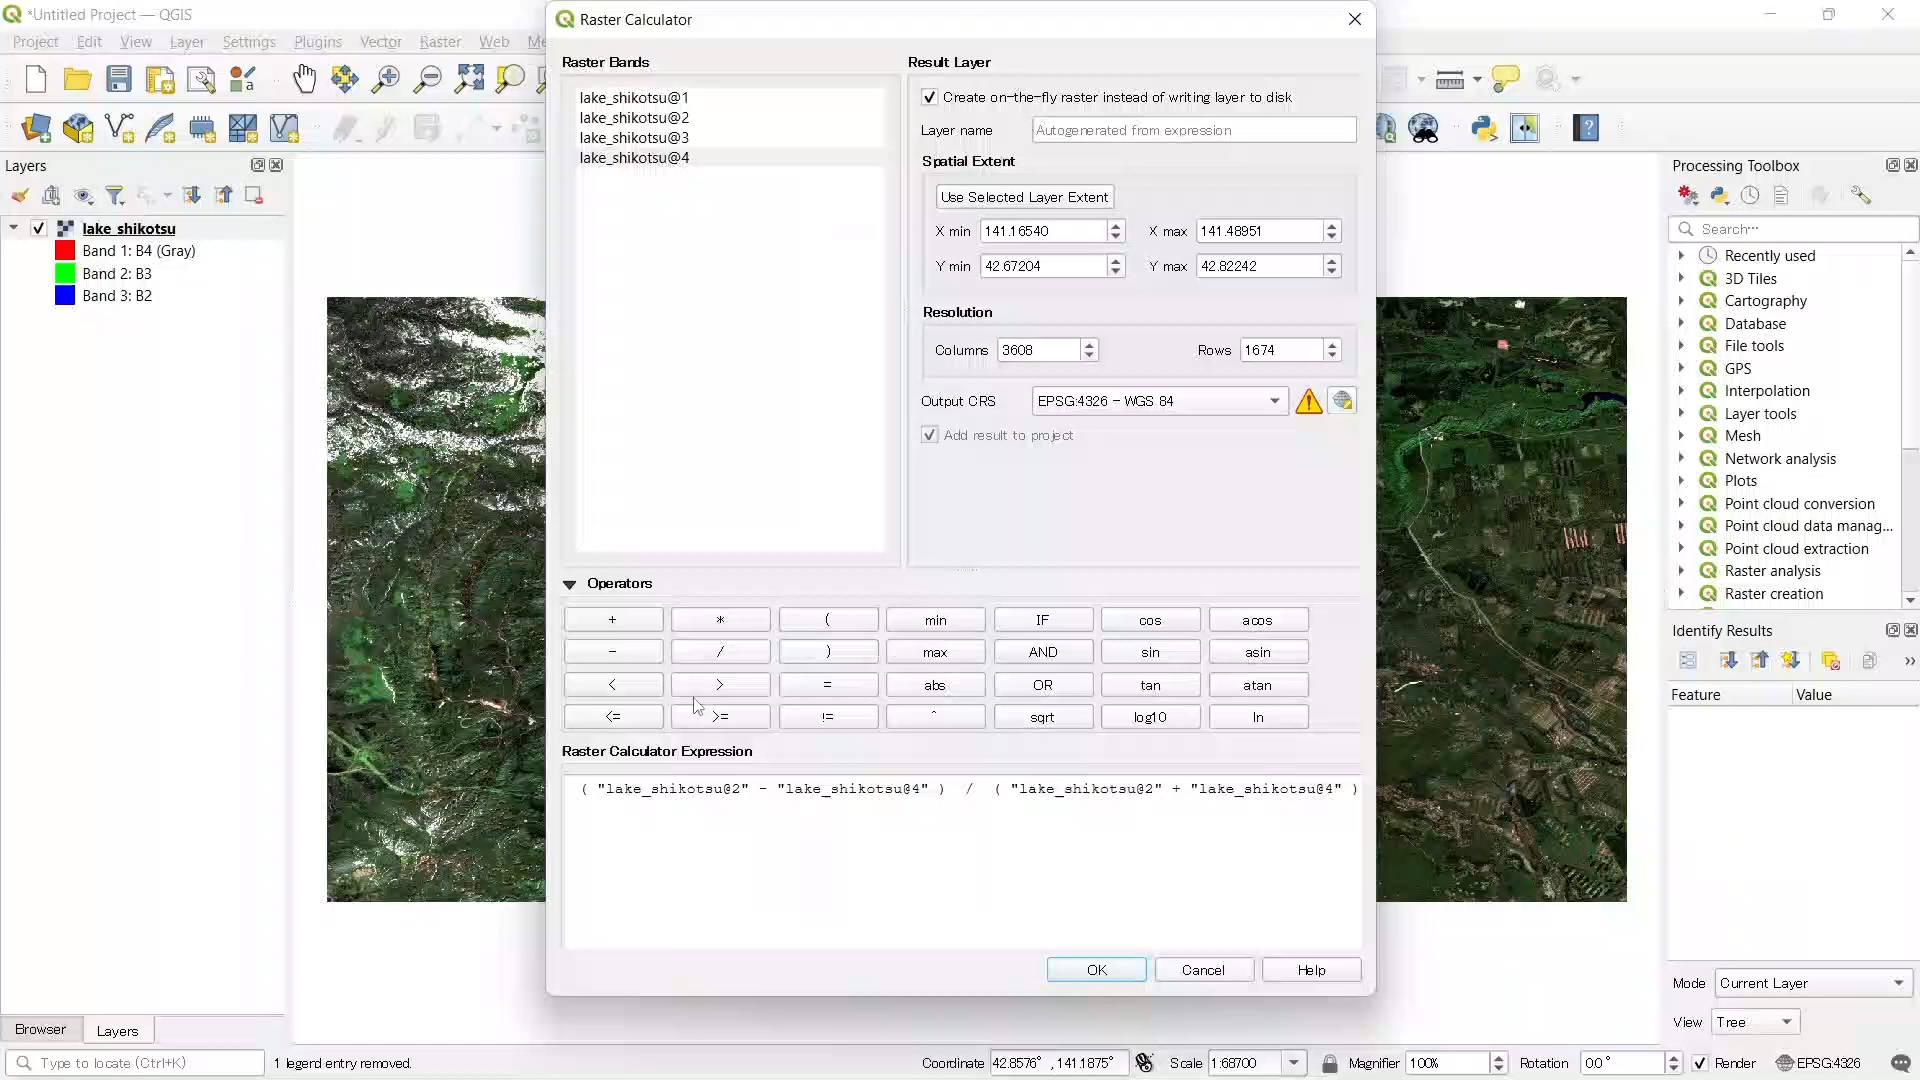 *Untitled Project — QGIS
Project Edit View Layer Settings Plugins Vector Raster Web Me
Layers
lake_shikotsu
Band 1: B4 (Gray)
Band 2: B3
Band 3: B2
Browser
Layers
Raster Calculator
Raster Bands
lake_shikotsu@1
lake_shikotsu@2
lake_shikotsu@3
lake_shikotsu@4
Result Layer
Create on-the-fly raster instead of writing layer to disk
Layer name Autogenerated from expression
Spatial Extent
Use Selected Layer Extent
X min 141.16540 X max 141.48951
Y min 42.67204 Y max 42.82242
Resolution
Columns 3608 Rows 1674
Output CRS EPSG:4326 - WGS 84
Add result to project
Operators
+ * ( min IF cos acos
- / ) max AND sin asin
< > = abs OR tan atan
<= >= != ^ sqrt log10 ln
Raster Calculator Expression
( "lake_shikotsu@2" - "lake_shikotsu@4" ) / ( "lake_shikotsu@2" + "lake_shikotsu@4" )
OK Cancel Help
Processing Toolbox
Search…
Recently used
3D Tiles
Cartography
Database
File tools
GPS
Interpolation
Layer tools
Mesh
Network analysis
Plots
Point cloud conversion
Point cloud data manag...
Point cloud extraction
Raster analysis
Raster creation
Identify Results
»
Feature Value
Mode Current Layer
View Tree
Type to locate (Ctrl+K) 1 legend entry removed. Coordinate 42.8576° ,141.1875° Scale 1:68700 Magnifier 100% Rotation 0.0 ° Render EPSG:4326